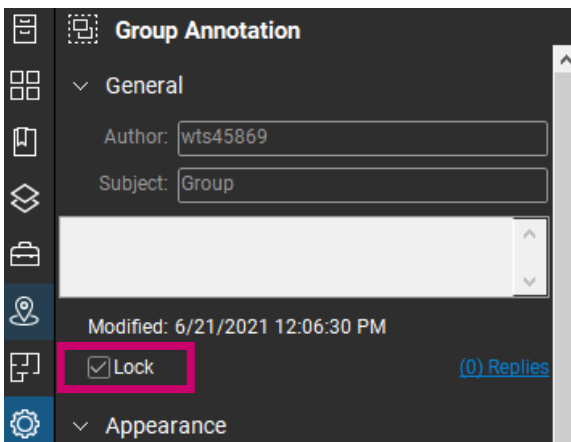 Group Annotation
General
Author: wts45869
Subject: Group
Modified: 6/21/2021 12:06:30 PM
Lock (0) Replies
Appearance